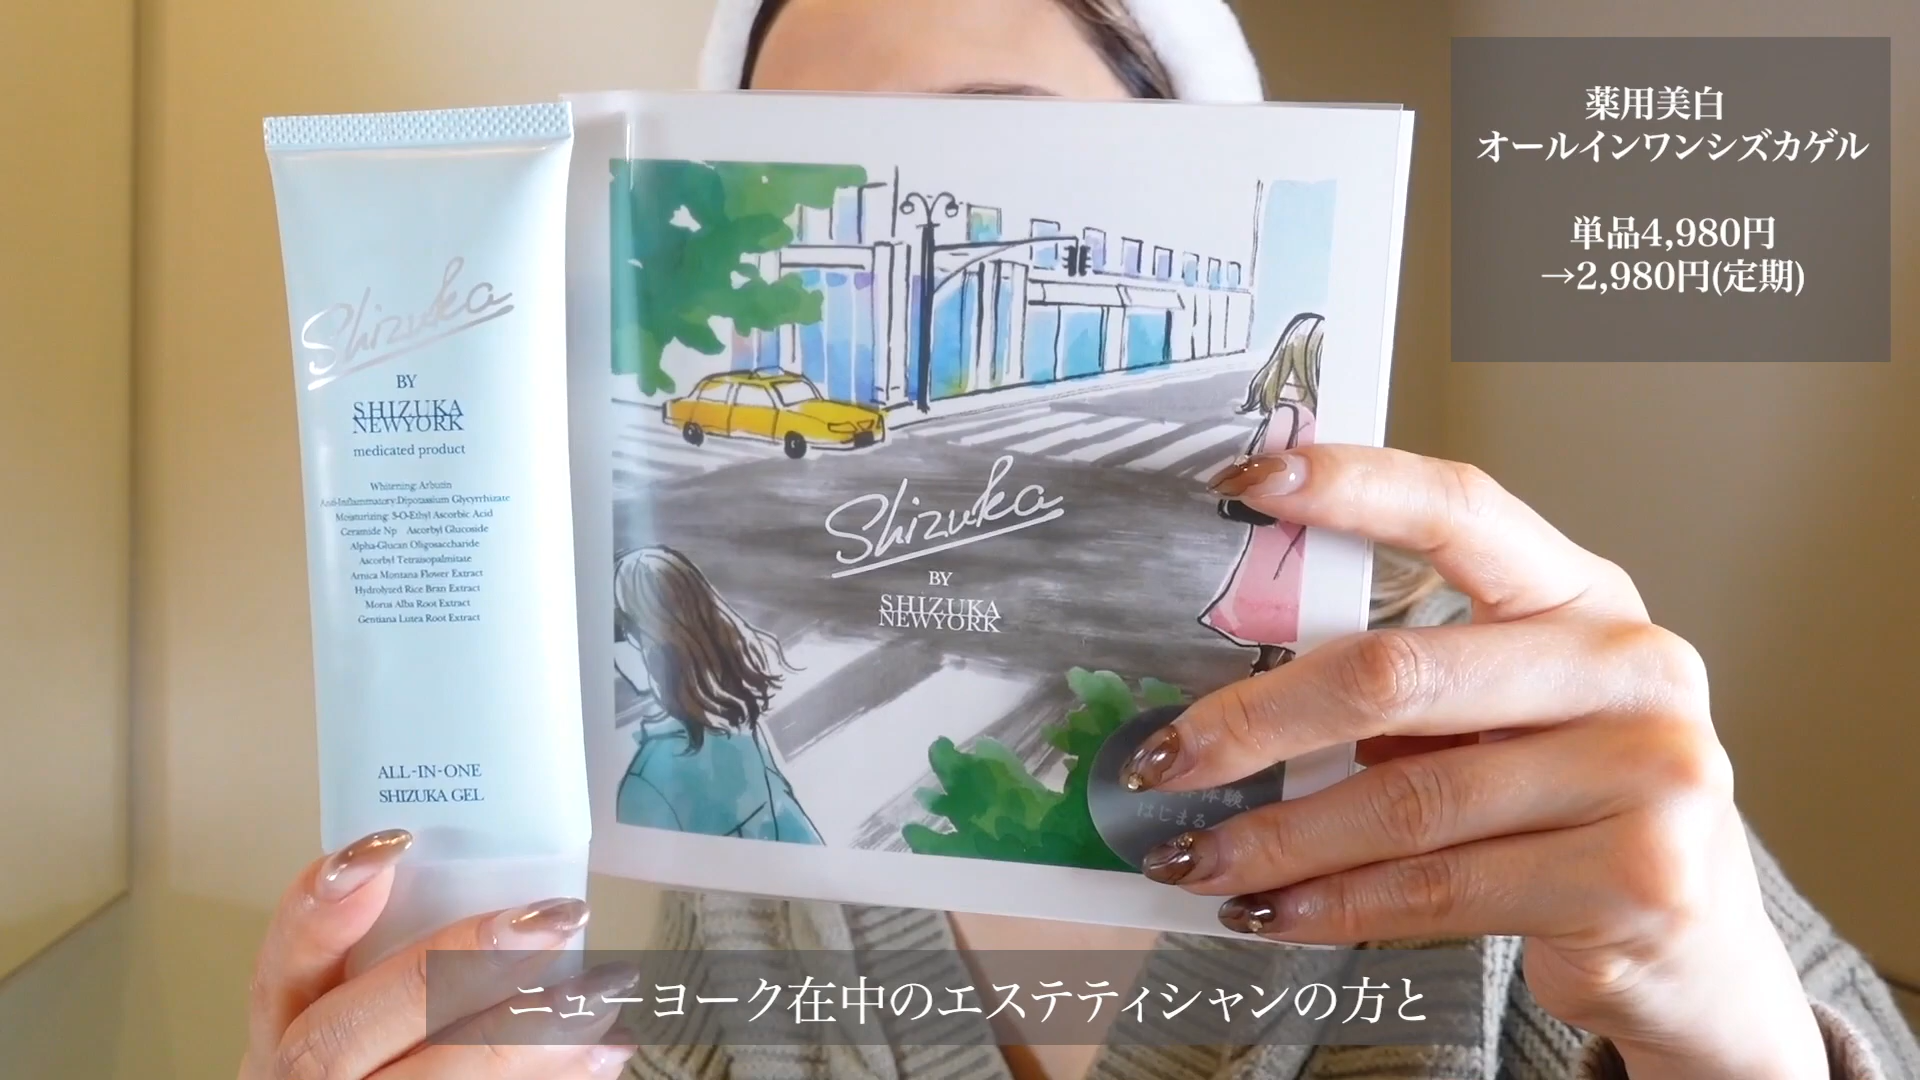 薬用美白
オールインワンシズカゲル
単品4,980円
→2,980円(定期)
Shizuka
BY
SHIZUKA
NEWYORK
medicated product
Whitening: Arbutin
Anti-Inflammatory:Dipotassium Glycyrrhizate
Moisturizing: 3-O-Ethyl Ascorbic Acid
Ceramide Np Ascorbyl Glucoside
Alpha-Glucan Oligosaccharide
Ascorbyl Tetraisopalmitate
Arnica Montana Flower Extract
Hydrolyzed Rice Bran Extract
Morus Alba Root Extract
Gentiana Lutea Root Extract
ALL-IN-ONE
SHIZUKA GEL
Shizuka
BY
SHIZUKA
NEWYORK
体験、
はじまる
ニューヨーク在中のエステティシャンの方と